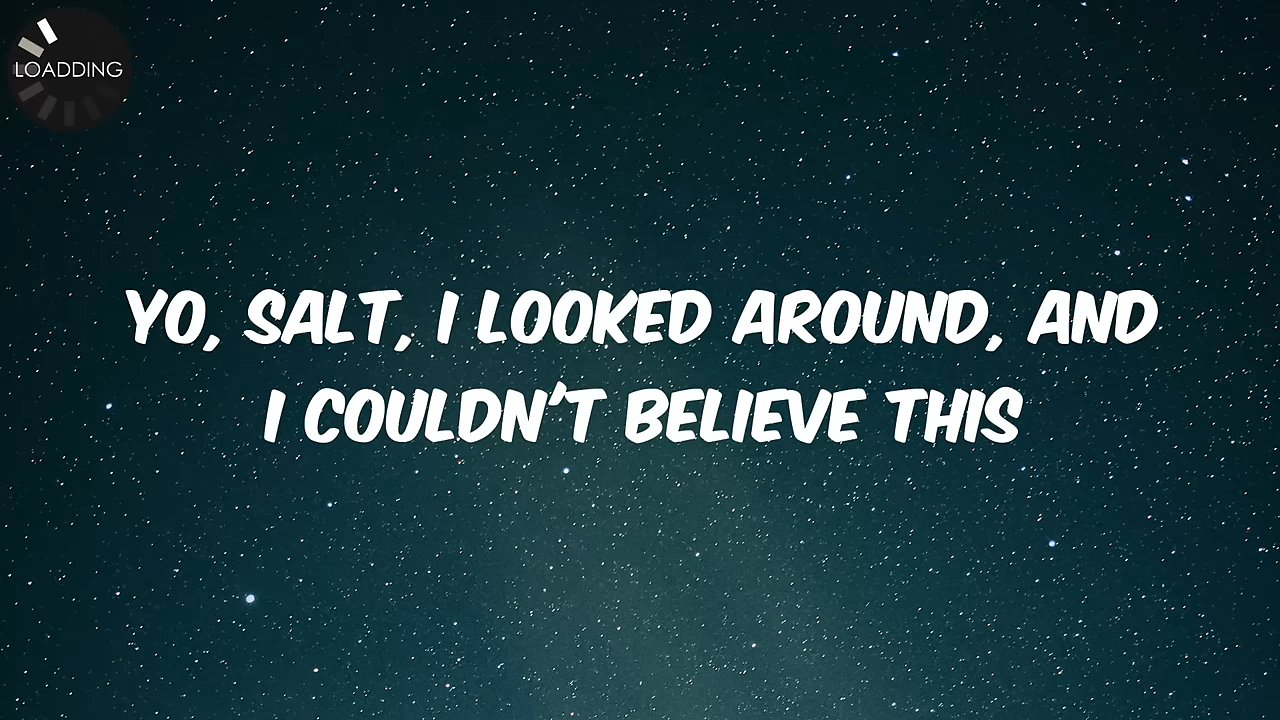 LOADDING
YO, SALT, I LOOKED AROUND, AND
I COULDN'T BELIEVE THIS